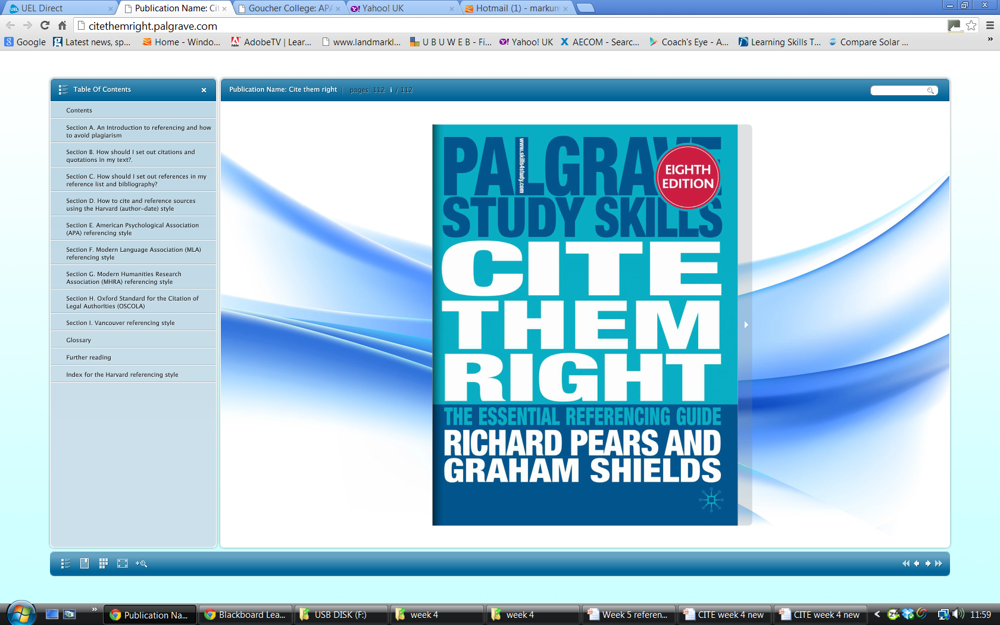 UEL Direct
Publication Name: Cit
Goucher College: APA
Yahoo! UK
Hotmail (1) - markun
citethemright.palgrave.com
Google
Latest news, sp...
Home - Windo...
AdobeTV | Lear...
www.landmarkl...
U B U W E B - Fi...
Yahoo! UK
AECOM - Searc...
Coach's Eye - A...
Learning Skills T...
Compare Solar ...
Table Of Contents
Contents
Section A. An Introduction to referencing and how
to avoid plagiarism
Section B. How should I set out citations and
quotations in my text?.
Section C. How should I set out references in my
reference list and bibliography?
Section D. How to cite and reference sources
using the Harvard (author-date) style
Section E. American Psychological Association
(APA) referencing style
Section F. Modern Language Association (MLA)
referencing style
Section G. Modern Humanities Research
Association (MHRA) referencing style
Section H. Oxford Standard for the Citation of
Legal Authorities (OSCOLA)
Section I. Vancouver referencing style
Glossary
Further reading
Index for the Harvard referencing style
Publication Name: Cite them right | pages: 112 i / 112
PALGRAVE
www.skills4study.com
EIGHTH
EDITION
STUDY SKILLS
CITE
THEM
RIGHT
THE ESSENTIAL REFERENCING GUIDE
RICHARD PEARS AND
GRAHAM SHIELDS
Publication Na...
Blackboard Lea...
USB DISK (F:)
week 4
week 4
Week 5 referen...
CITE week 4 new
CITE week 4 new
11:59